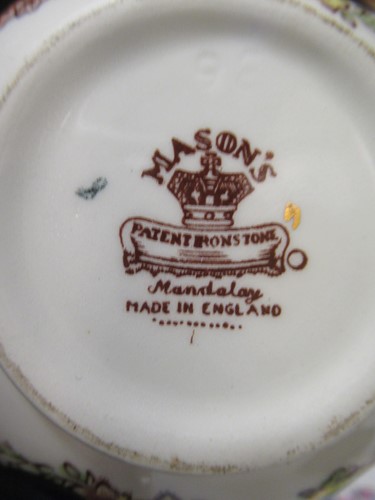 MASON'S
PATENT IRONSTONE
Mandalay
MADE IN ENGLAND